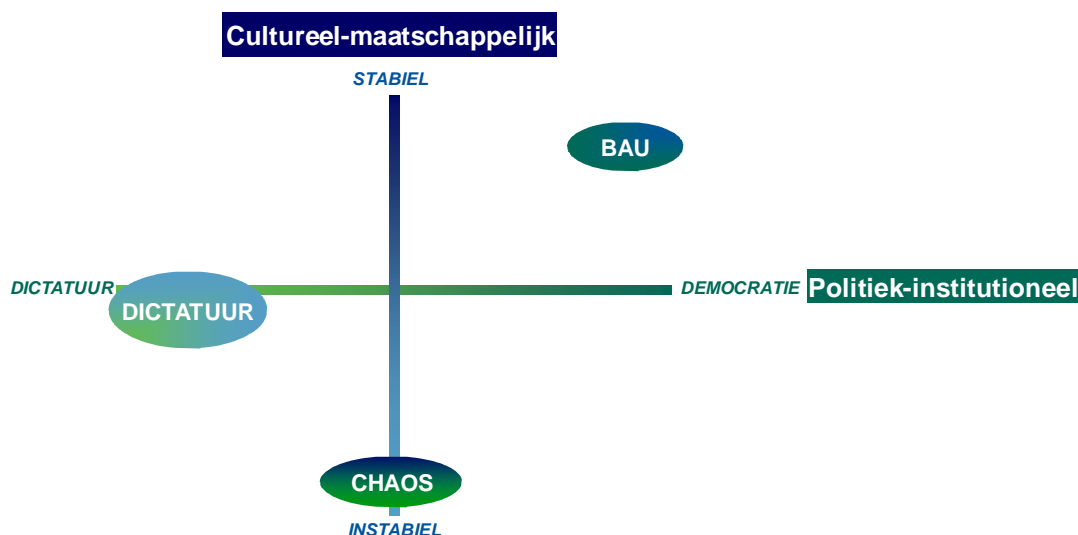 Cultureel-maatschappelijk
STABIEL
BAU
DICTATUUR
DEMOCRATIE
Politiek-institutioneel
DICTATUUR
CHAOS
INSTABIEL